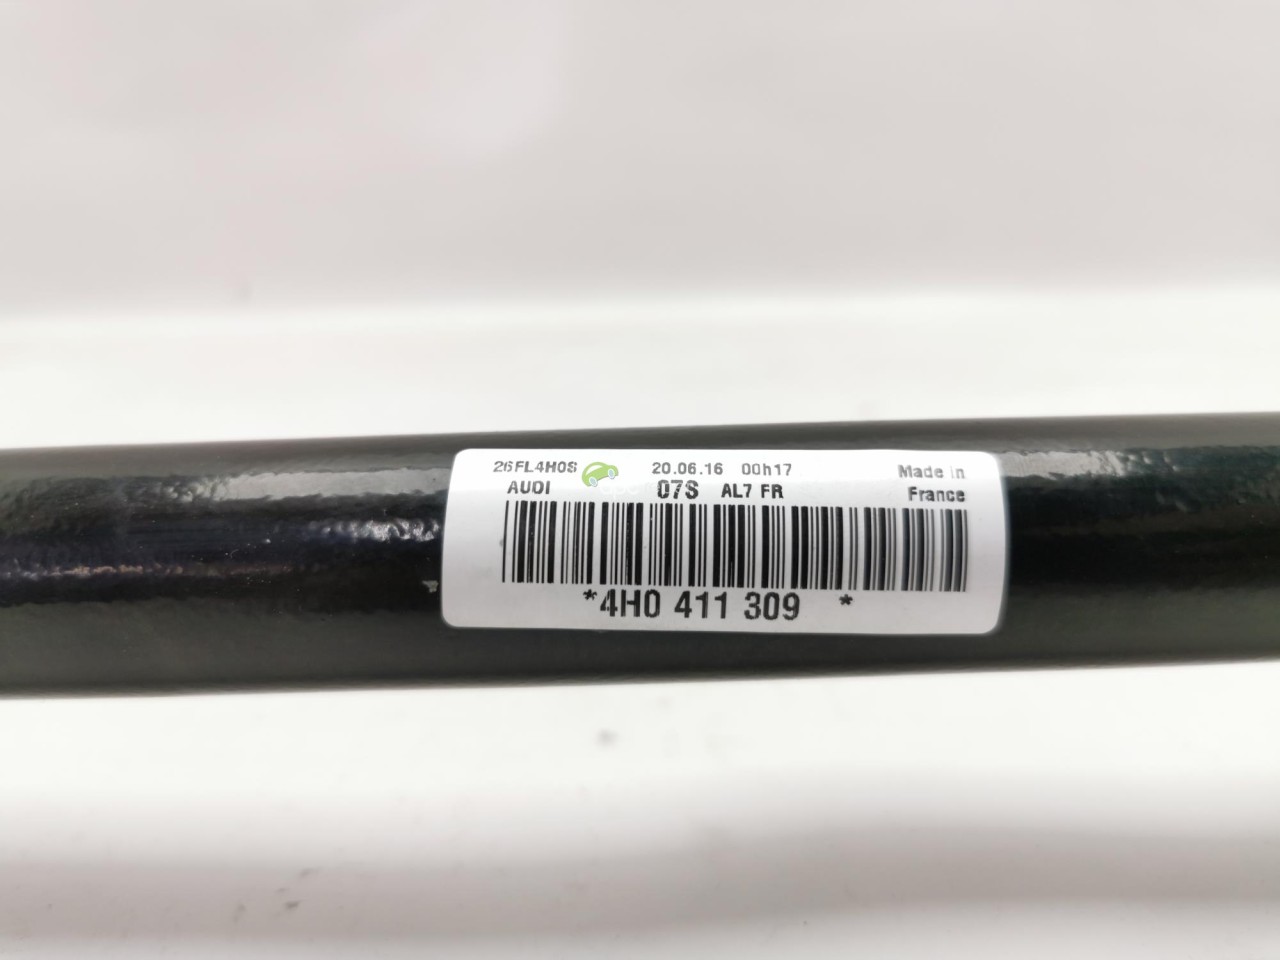 26FL4H0S 20.06.16 00h17 Made in
AUDI 07S AL7 FR France
*4H0 411 309 *